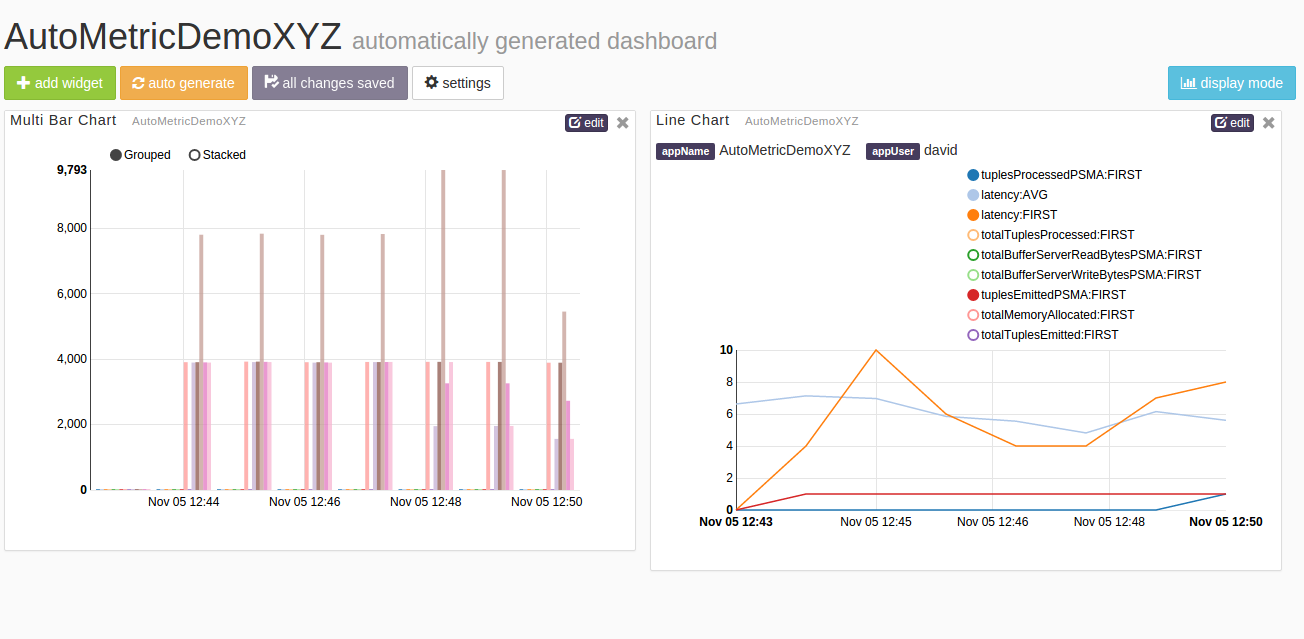 AutoMetricDemoXYZ automatically generated dashboard
add widget auto generate all changes saved settings display mode
Multi Bar Chart AutoMetricDemoXYZ edit
Grouped Stacked
9,793
8,000
6,000
4,000
2,000
0
Nov 05 12:44 Nov 05 12:46 Nov 05 12:48 Nov 05 12:50
Line Chart AutoMetricDemoXYZ edit
appName AutoMetricDemoXYZ appUser david
tuplesProcessedPSMA:FIRST
latency:AVG
latency:FIRST
totalTuplesProcessed:FIRST
totalBufferServerReadBytesPSMA:FIRST
totalBufferServerWriteBytesPSMA:FIRST
tuplesEmittedPSMA:FIRST
totalMemoryAllocated:FIRST
totalTuplesEmitted:FIRST
10
8
6
4
2
0
Nov 05 12:43 Nov 05 12:45 Nov 05 12:46 Nov 05 12:48 Nov 05 12:50